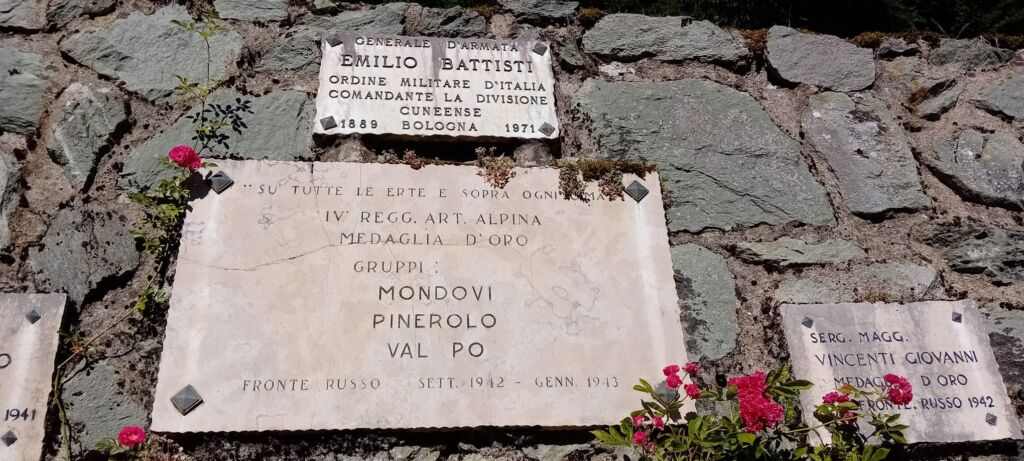 GENERALE D'ARMATA
EMILIO BATTISTI
ORDINE MILITARE D'ITALIA
COMANDANTE LA DIVISIONE
CUNEENSE
1889 BOLOGNA 1971
"SU TUTTE LE ERTE E SOPRA OGNI
IV° REGG. ART. ALPINA
MEDAGLIA D'ORO
GRUPPI:
MONDOVI
PINEROLO
VAL PO
FRONTE RUSSO SETT. 1942 - GENN. 1943
O
1941
SERG. MAGG.
VINCENTI GIOVANNI
MEDAGLIA D'ORO
FRONTE RUSSO 1942